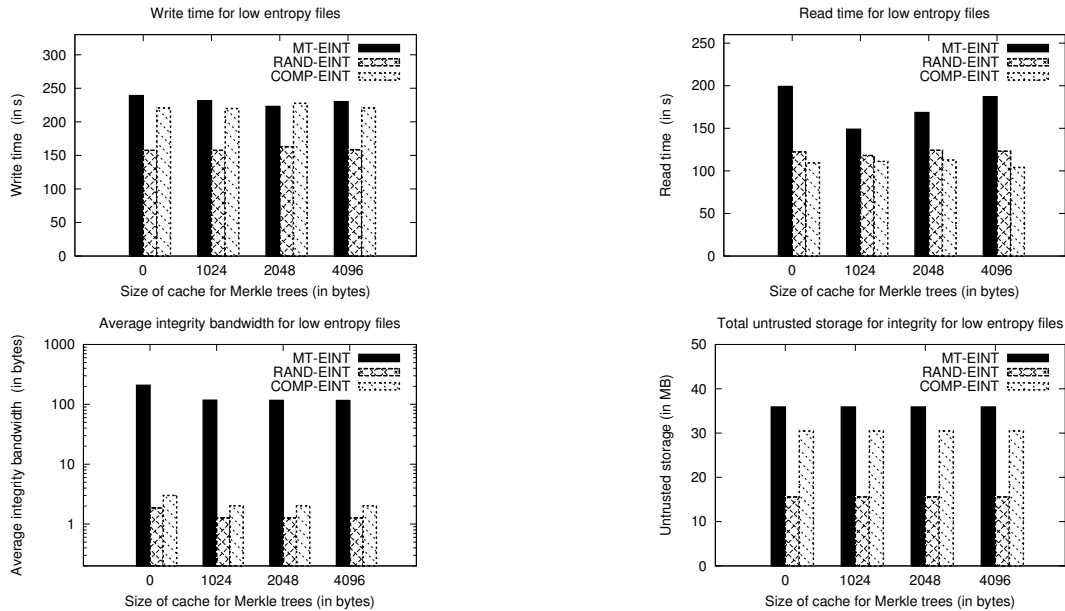 Write time for low entropy files
Write time (in s)
300
250
200
150
100
50
0
MT-EINT
RAND-EINT
COMP-EINT
0 1024 2048 4096
Size of cache for Merkle trees (in bytes)
Read time for low entropy files
Read time (in s)
250
200
150
100
50
0
MT-EINT
RAND-EINT
COMP-EINT
0 1024 2048 4096
Size of cache for Merkle trees (in bytes)
Average integrity bandwidth for low entropy files
Average integrity bandwidth (in bytes)
1000
100
10
1
MT-EINT
RAND-EINT
COMP-EINT
0 1024 2048 4096
Size of cache for Merkle trees (in bytes)
Total untrusted storage for integrity for low entropy files
Untrusted storage (in MB)
50
40
30
20
10
0
MT-EINT
RAND-EINT
COMP-EINT
0 1024 2048 4096
Size of cache for Merkle trees (in bytes)